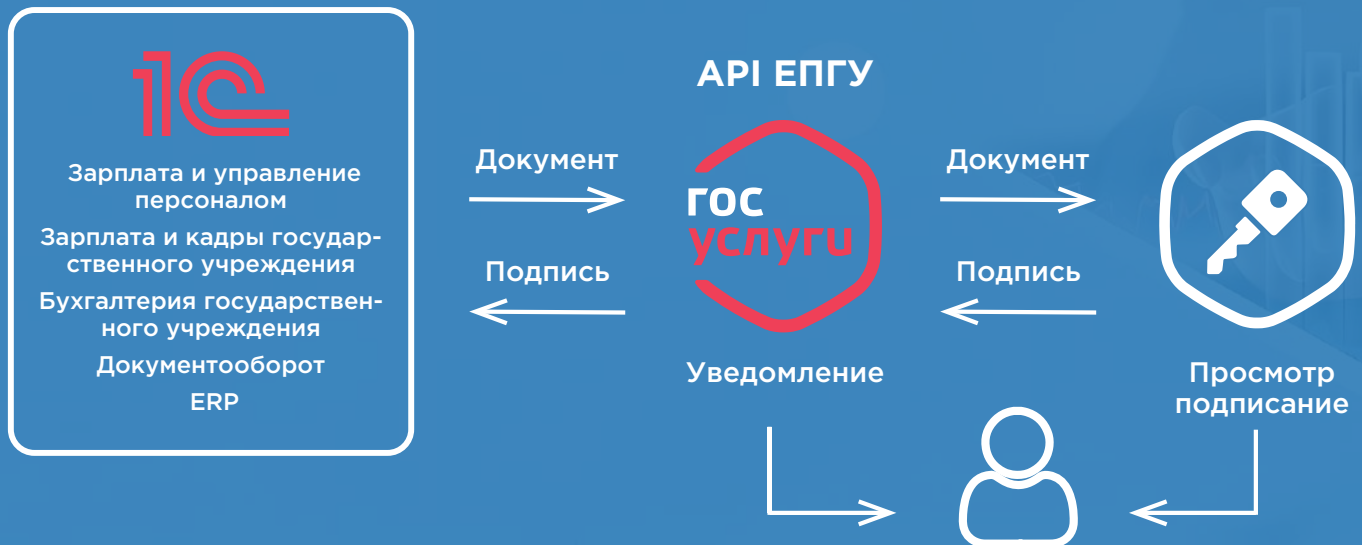 1С
Зарплата и управление
персоналом
Зарплата и кадры государ-
ственного учреждения
Бухгалтерия государствен-
ного учреждения
Документооборот
ERP
Документ
Подпись
API ЕПГУ
гос
услуги
Уведомление
Документ
Подпись
Просмотр
подписание